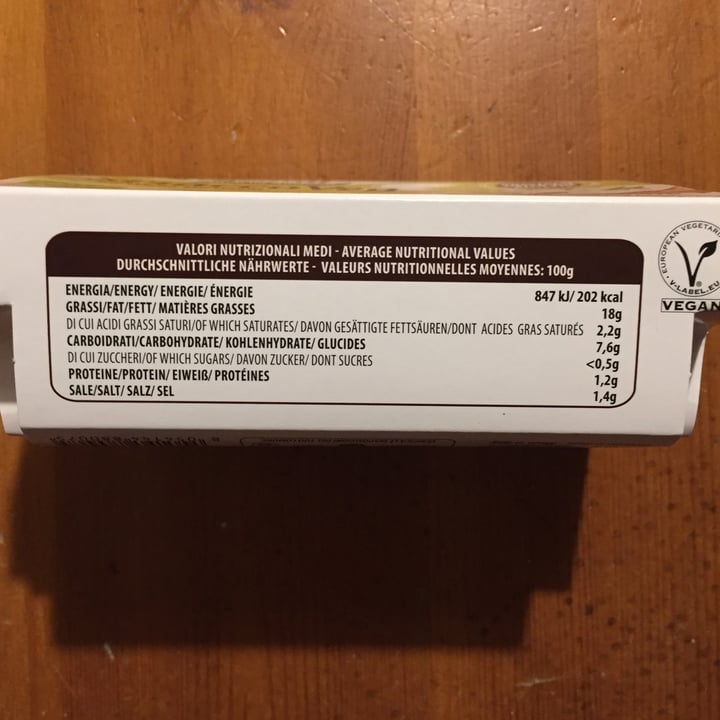 VALORI NUTRIZIONALI MEDI - AVERAGE NUTRITIONAL VALUES
DURCHSCHNITTLICHE NÄHRWERTE - VALEURS NUTRITIONNELLES MOYENNES: 100g
ENERGIA/ENERGY/ ENERGIE/ ÉNERGIE 847 kJ/ 202 kcal
GRASSI/FAT/FETT/ MATIÈRES GRASSES 18g
DI CUI ACIDI GRASSI SATURI/OF WHICH SATURATES/ DAVON GESÄTTIGTE FETTSÄUREN/DONT ACIDES GRAS SATURÉS 2,2g
CARBOIDRATI/CARBOHYDRATE/ KOHLENHYDRATE/ GLUCIDES 7,6g
DI CUI ZUCCHERI/OF WHICH SUGARS/ DAVON ZUCKER/ DONT SUCRES <0,5g
PROTEINE/PROTEIN/ EIWEIß/ PROTÉINES 1,2g
SALE/SALT/ SALZ/ SEL 1,4g
EUROPEAN VEGETARI
V-LABEL.EU
VEGAN